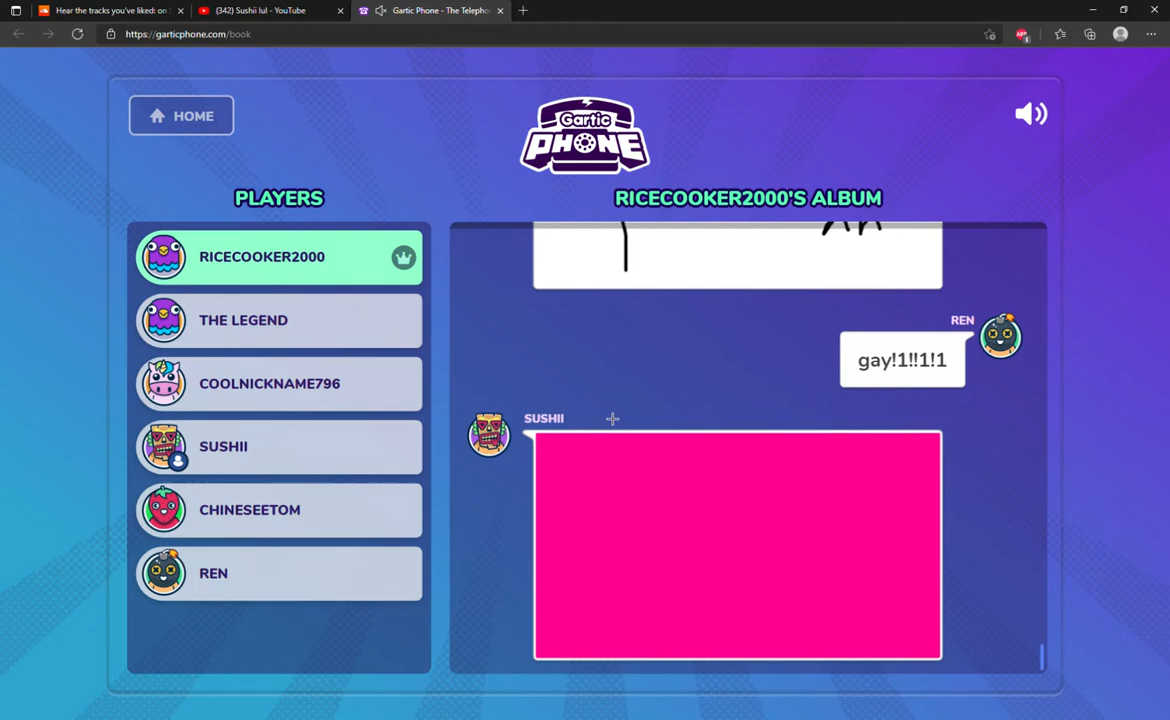 Hear the tracks you've liked: on S
(342) Sushii lul - YouTube
Gartic Phone - The Telepho
https://garticphone.com/book
ABP
1
HOME
Gartic
PHONE
PLAYERS
RICECOOKER2000'S ALBUM
RICECOOKER2000
THE LEGEND
COOLNICKNAME796
SUSHII
CHINESEETOM
REN
REN
gay!1!!1!1
SUSHII